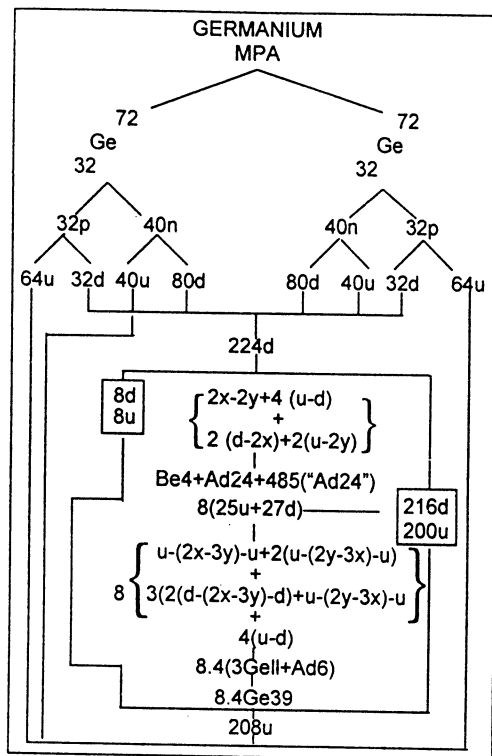 GERMANIUM
MPA
72 72
Ge Ge
32 32
32p 40n 40n 32p
64u 32d 40u 80d 80d 40u 32d 64u
224d
8d
8u
{ 2x-2y+4 (u-d)
+
2 (d-2x)+2(u-2y) }
Be4+Ad24+485("Ad24")
8(25u+27d)
216d
200u
8 { u-(2x-3y)-u+2(u-(2y-3x)-u)
+
3(2(d-(2x-3y)-d)+u-(2y-3x)-u }
+
4(u-d)
8.4(3GeII+Ad6)
8.4Ge39
208u